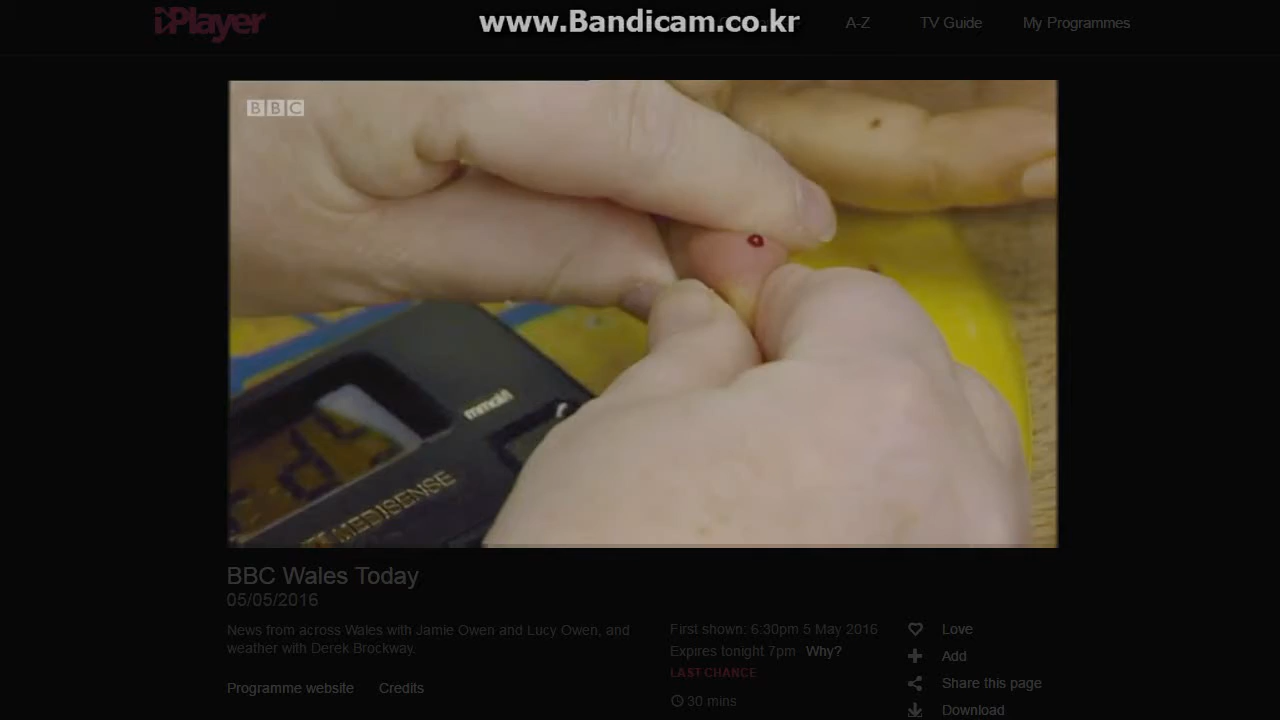 iPlayer
www.Bandicam.co.kr
A-Z
TV Guide
My Programmes
BBC
mmol/l
MEDISENSE
BBC Wales Today
05/05/2016
News from across Wales with Jamie Owen and Lucy Owen, and
weather with Derek Brockway.
Programme website
Credits
First shown: 6:30pm 5 May 2016
Expires tonight 7pm
Why?
LAST CHANCE
30 mins
Love
Add
Share this page
Download